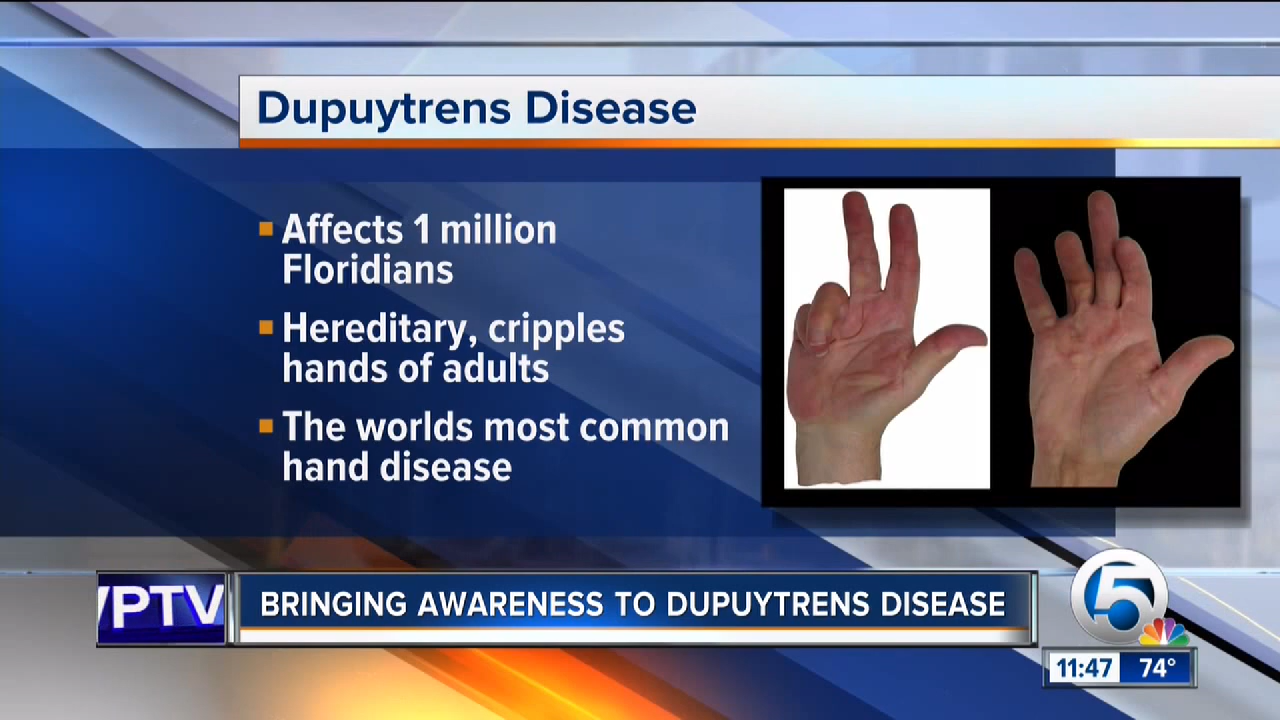 Dupuytrens Disease
Affects 1 million
Floridians
Hereditary, cripples
hands of adults
The worlds most common
hand disease
BRINGING AWARENESS TO DUPUYTRENS DISEASE
PTV
5
11:47 74°